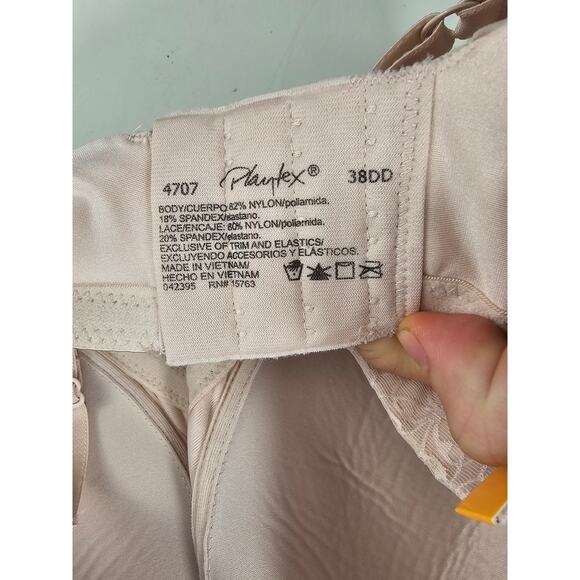 4707 Playtex® 38DD
BODY/CUERPO: 82% NYLON/poliamida.
18% SPANDEX/elastano.
LACE/ENCAJE: 80% NYLON/poliamida.
20% SPANDEX/elastano.
EXCLUSIVE OF TRIM AND ELASTICS/
EXCLUYENDO ACCESORIOS Y ELÁSTICOS.
MADE IN VIETNAM/
HECHO EN VIETNAM
042395 RN# 15763